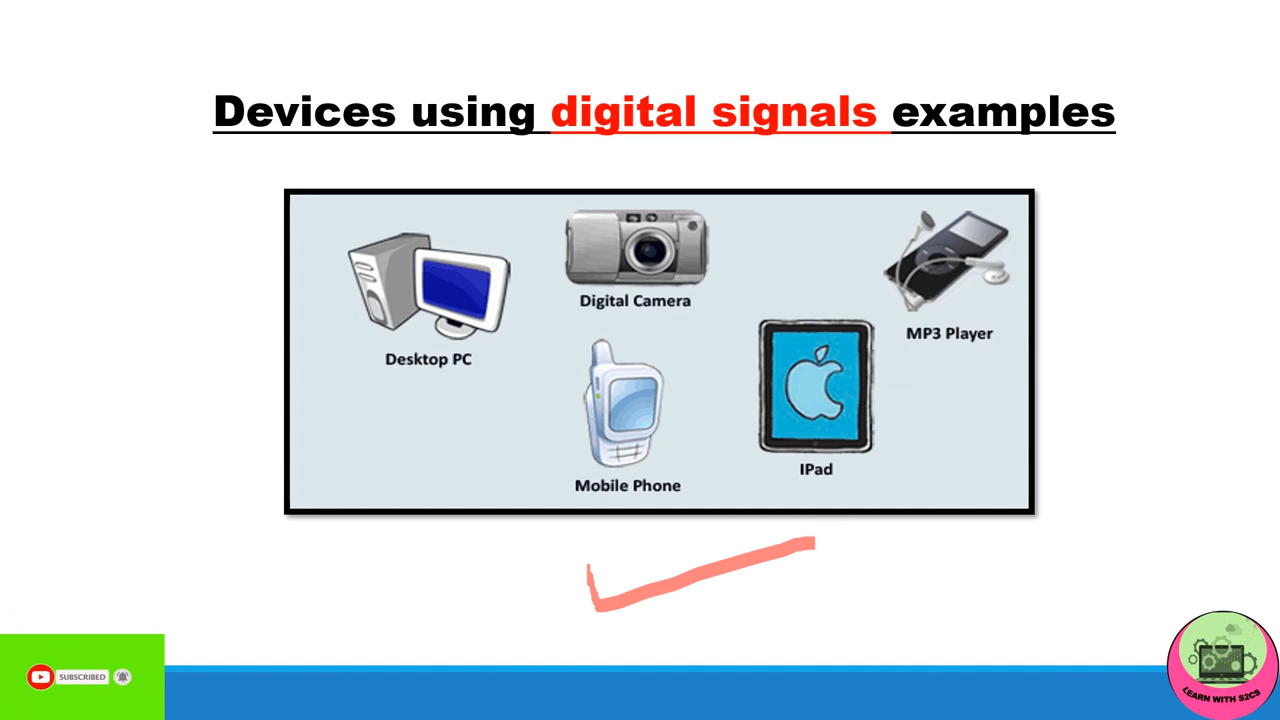 Devices using digital signals examples
Digital Camera
MP3 Player
Desktop PC
IPad
Mobile Phone
SUBSCRIBED
LEARN WITH S2CS